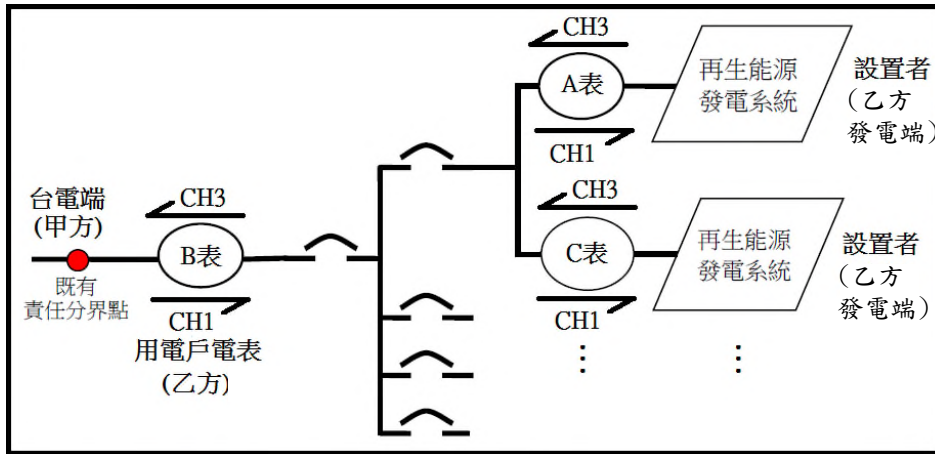 台電端
(甲方)
既有
責任分界點
CH3
B表
CH1
用電戶電表
(乙方)
CH3
A表
CH1
再生能源
發電系統
設置者
(乙方
發電端)
CH3
C表
CH1
再生能源
發電系統
設置者
(乙方
發電端)
⋮
⋮